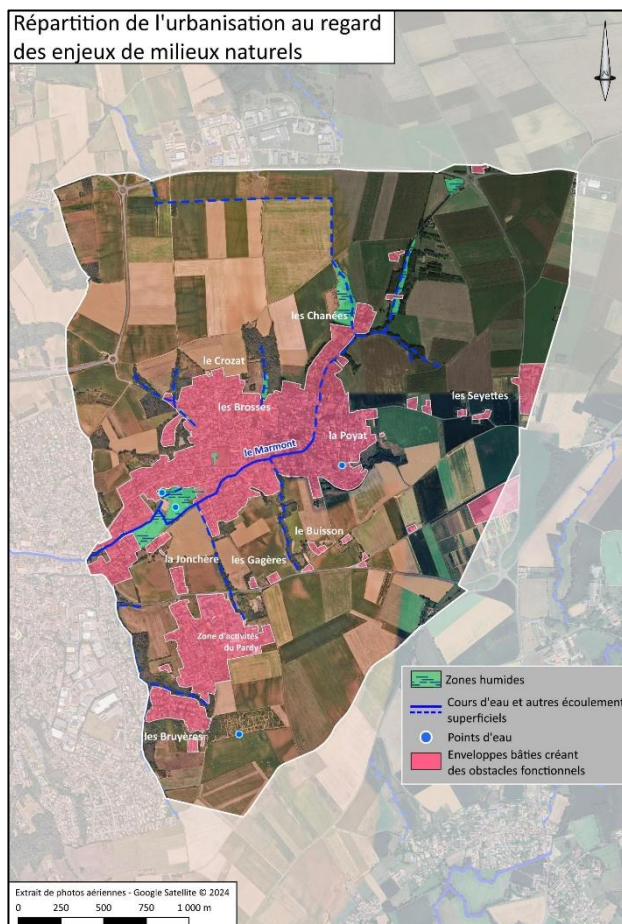 Répartition de l'urbanisation au regard
des enjeux de milieux naturels
N
les Chanées
le Crozat
les Seyettes
les Brosses
la Poyat
le Marmont
le Buisson
la Jonchère
les Gagères
Zone d'activités
du Pardy
les Bruyères
Zones humides
Cours d'eau et autres écoulement
superficiels
Points d'eau
Enveloppes bâties créant
des obstacles fonctionnels
Extrait de photos aériennes - Google Satellite © 2024
0 250 500 750 1 000 m